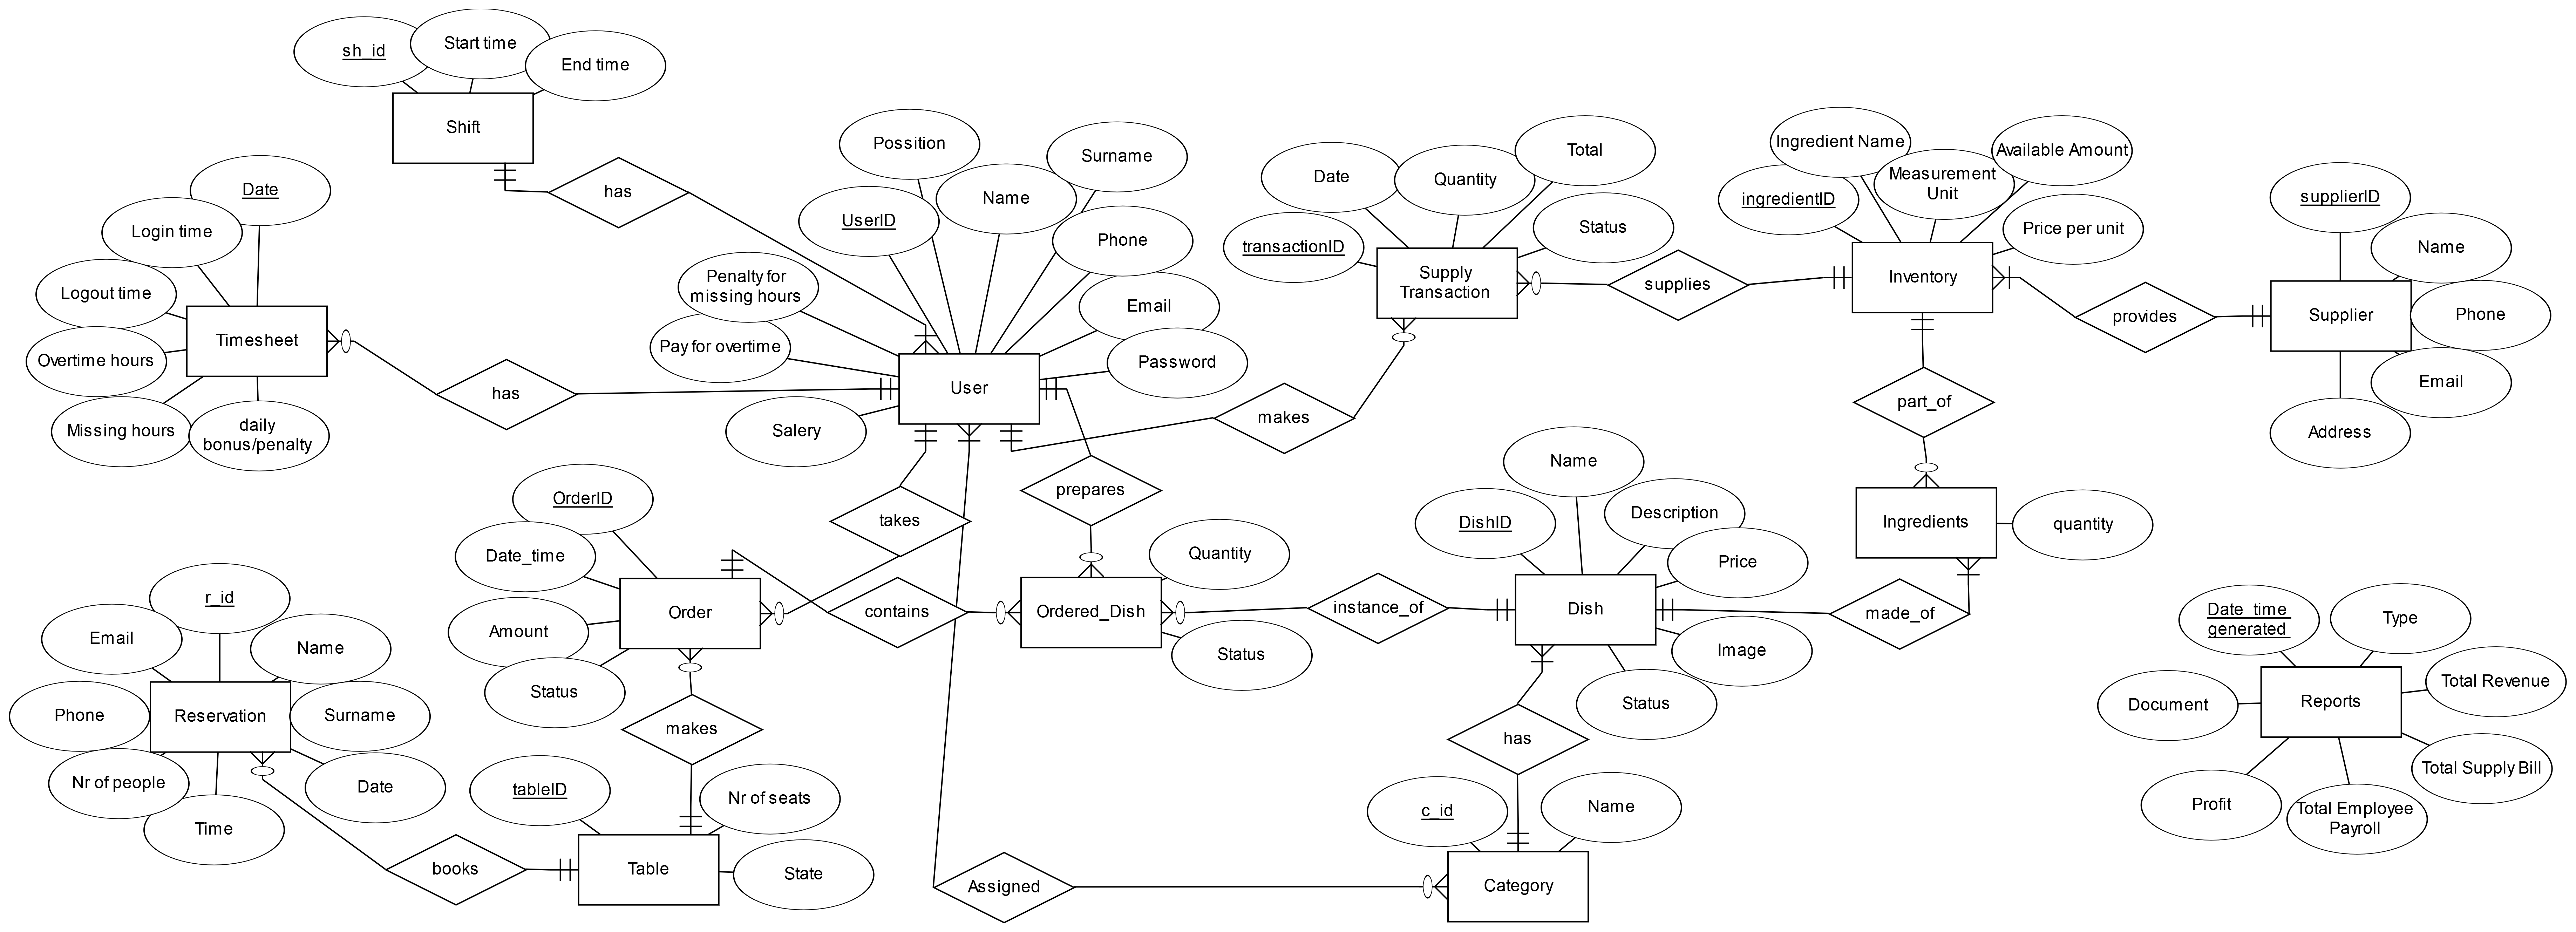 sh_id
Start time
End time
Shift
has
Date
Login time
Logout time
Overtime hours
Missing hours
daily
bonus/penalty
Timesheet
has
Possition
Surname
Name
UserID
Phone
Penalty for
missing hours
Email
Pay for overtime
Password
Salery
User
Total
Date
Quantity
Status
transactionID
Supply
Transaction
supplies
makes
Ingredient Name
Available Amount
Measurement
Unit
ingredientID
Price per unit
Inventory
provides
supplierID
Name
Phone
Email
Address
Supplier
part_of
Ingredients
quantity
made_of
prepares
takes
OrderID
Date_time
Amount
Status
Order
contains
Quantity
Ordered_Dish
Status
instance_of
Name
DishID
Description
Price
Dish
Image
Status
has
r_id
Email
Name
Phone
Reservation
Surname
Nr of people
Date
Time
books
makes
tableID
Nr of seats
Table
State
Assigned
c_id
Name
Category
Date_time
generated
Type
Document
Reports
Total Revenue
Total Supply Bill
Profit
Total Employee
Payroll